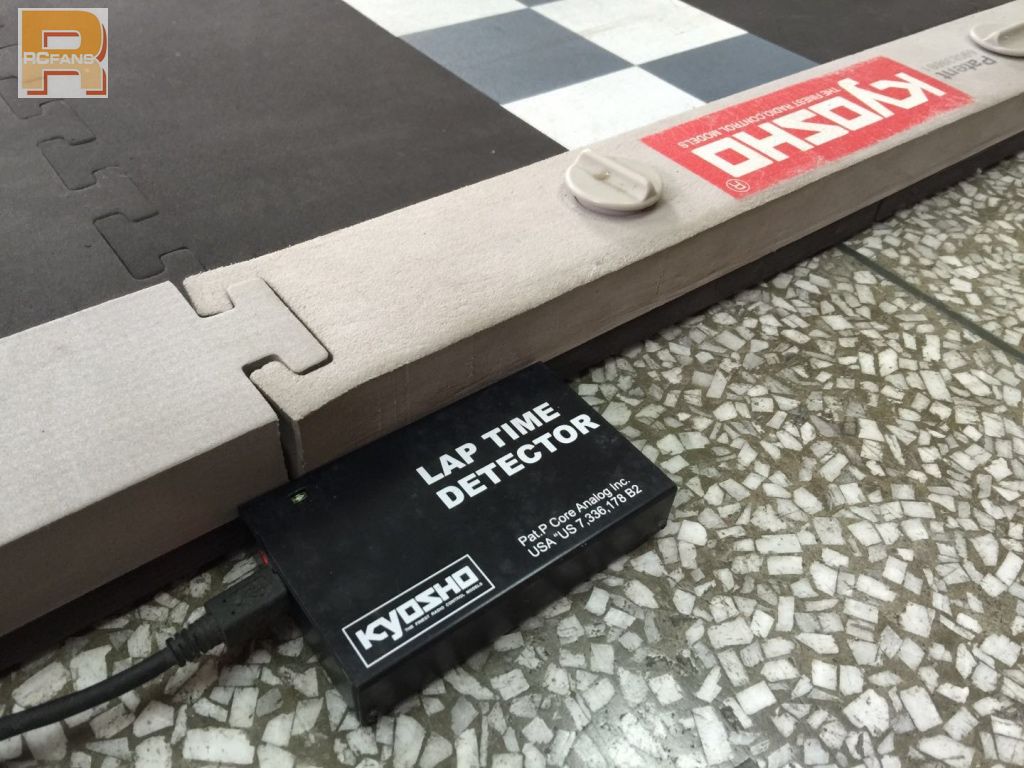 R
RCFANS
Patent
KYOSHO
THE FINEST RADIO CONTROL MODELS
®
LAP TIME
DETECTOR
Pat.P Core Analog Inc.
USA "US 7,336,178 B2
KYOSHO
THE FINEST RADIO CONTROL MODELS